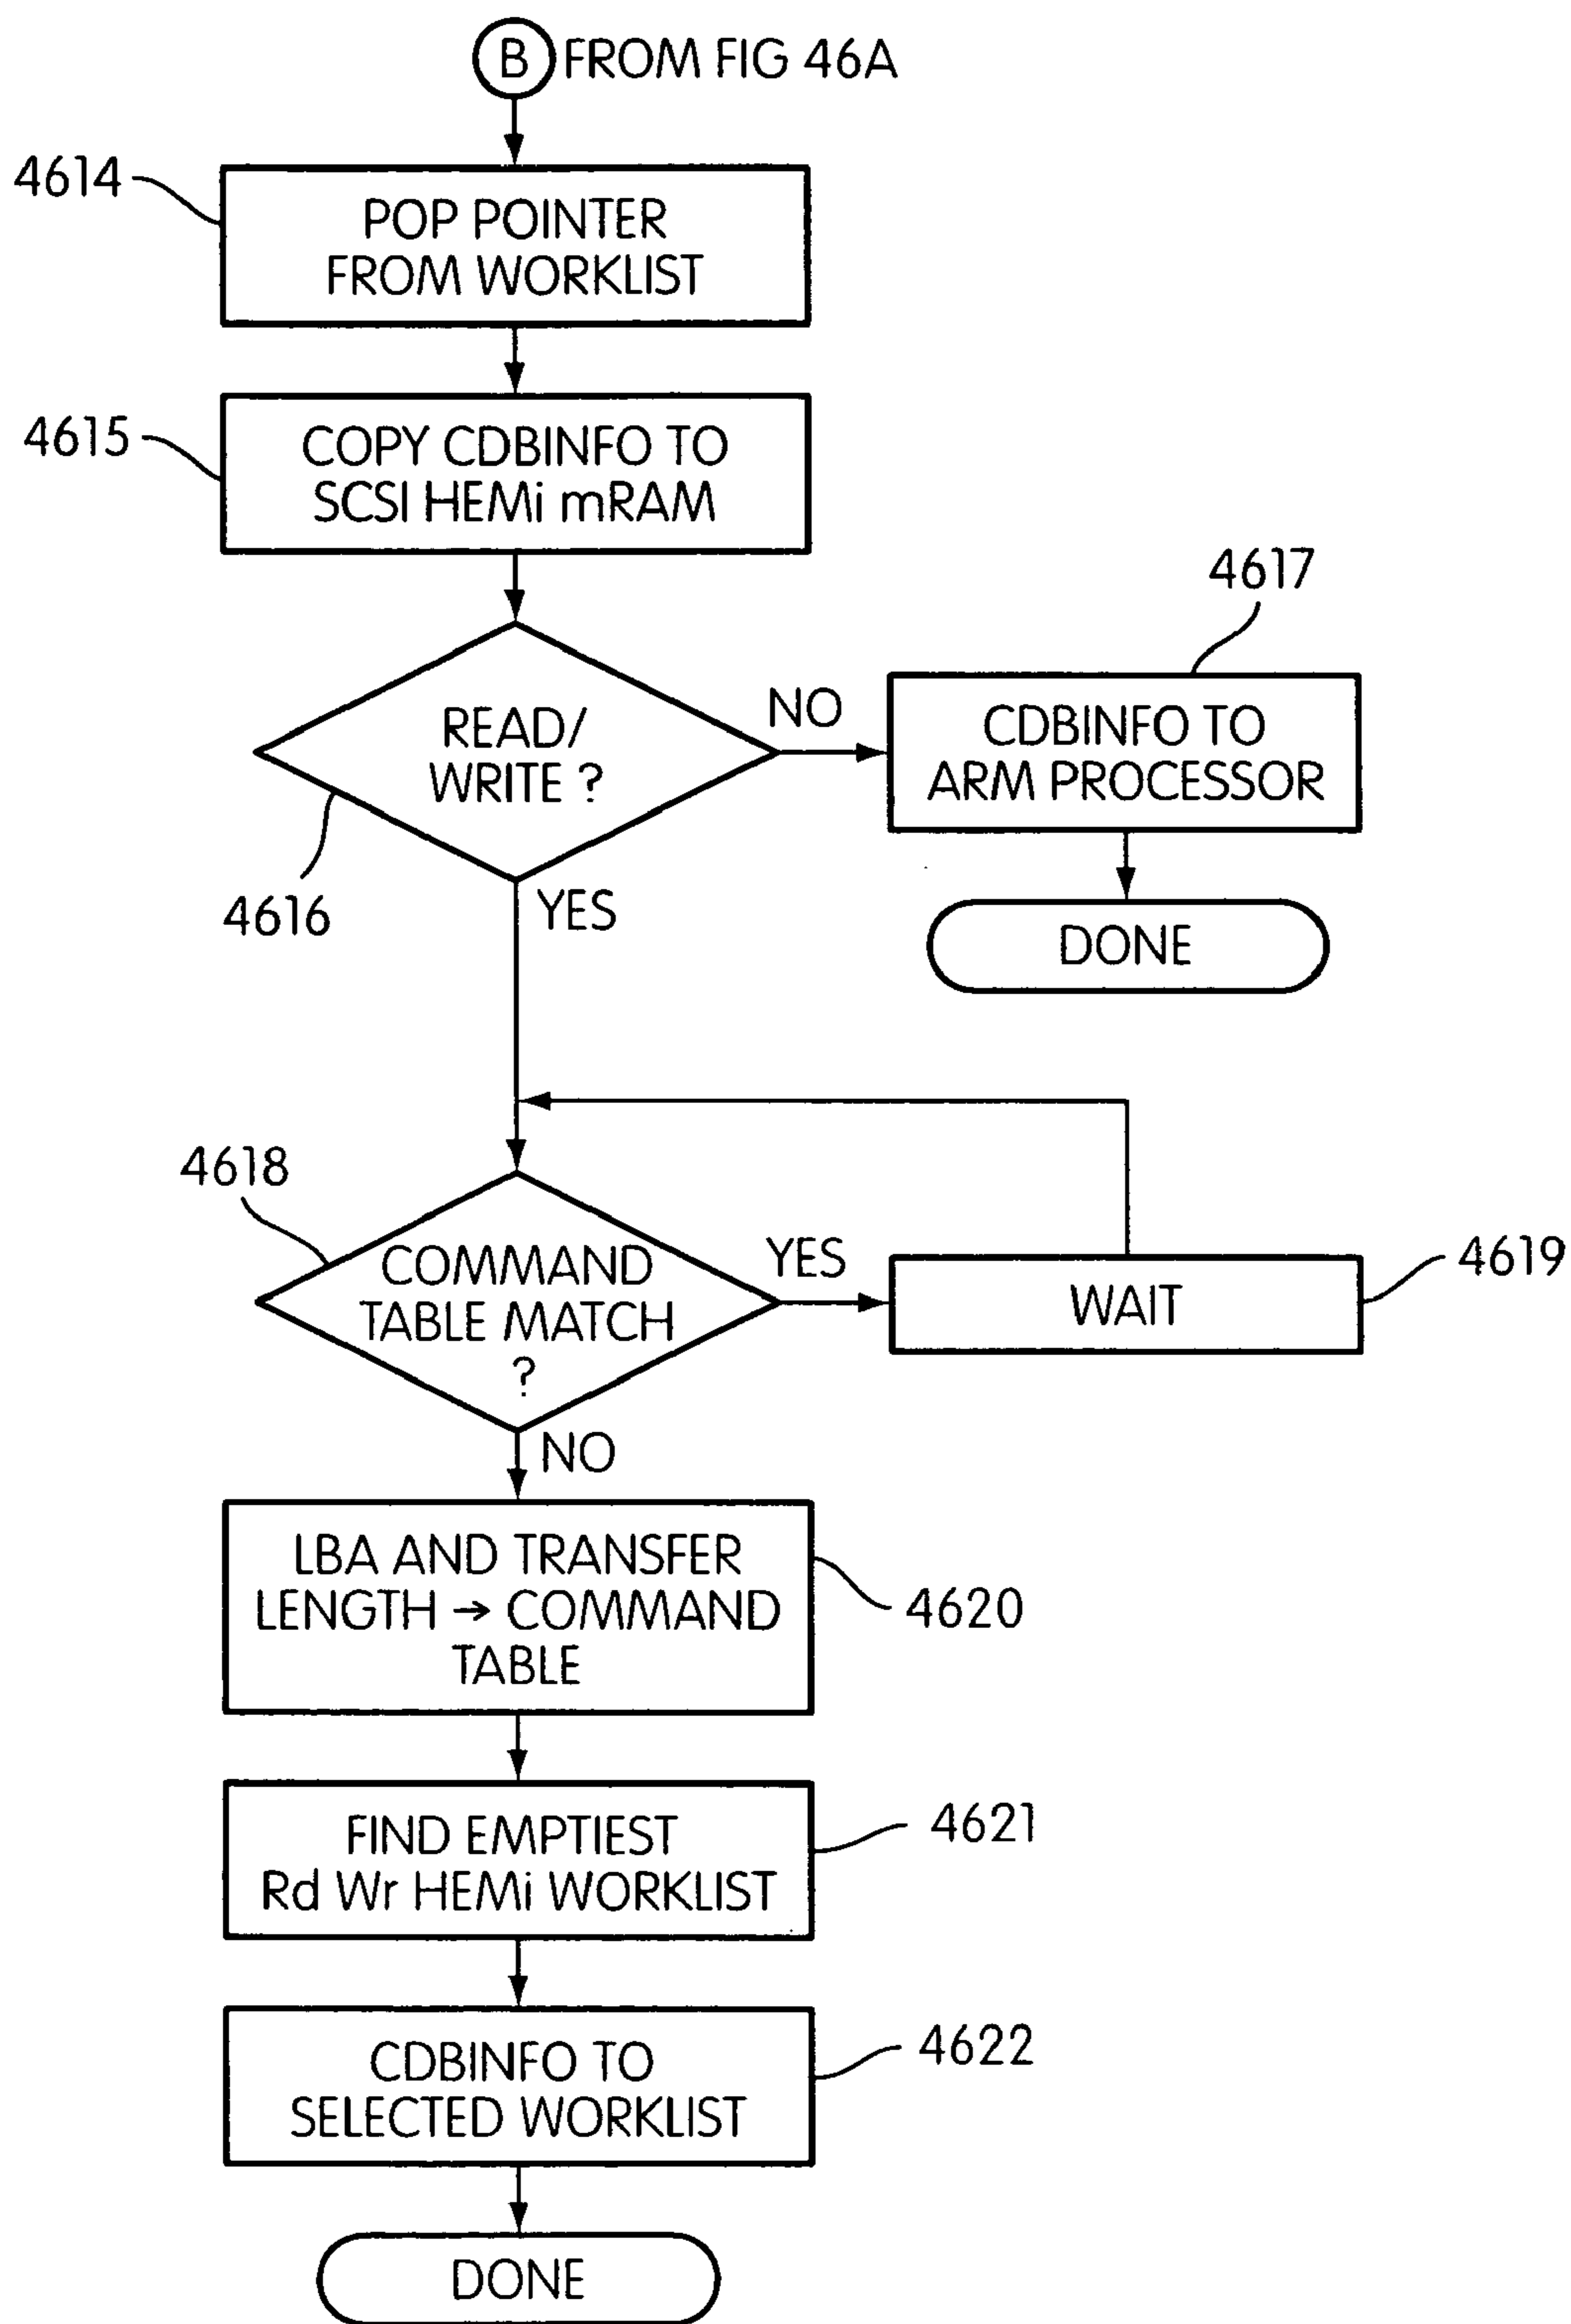 B FROM FIG 46A
4614
POP POINTER
FROM WORKLIST
4615
COPY CDBINFO TO
SCSI HEMi mRAM
4617
READ/
WRITE ?
NO
CDBINFO TO
ARM PROCESSOR
4616
YES
DONE
4618
COMMAND
TABLE MATCH
?
YES
WAIT
4619
NO
LBA AND TRANSFER
LENGTH → COMMAND
TABLE
4620
FIND EMPTIEST
Rd Wr HEMi WORKLIST
4621
CDBINFO TO
SELECTED WORKLIST
4622
DONE